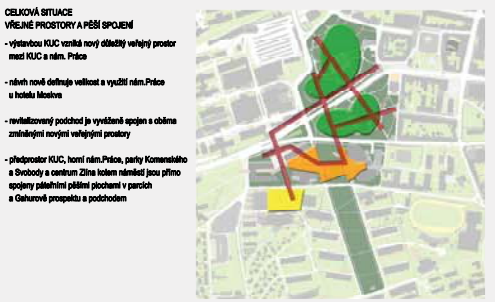 CELKOVÁ SITUACE
VŘEJNÉ PROSTORY A PĚŠÍ SPOJENÍ
- výstavbou KUC vzniká nový důležitý veřejný prostor
mezi KUC a nám. Práce
- návrh nově definuje velikost a využití nám.Práce
u hotelu Moskva
- revitalizovaný podchod je vyváženě spojen s oběma
zmíněnými novými veřejnými prostory
- předprostor KUC, horní nám.Práce, parky Komenského
a Svobody a centrum Zlína kolem náměstí jsou přímo
spojeny páteřními pěšími plochami v parcích
a Gahurově prospektu a podchodem